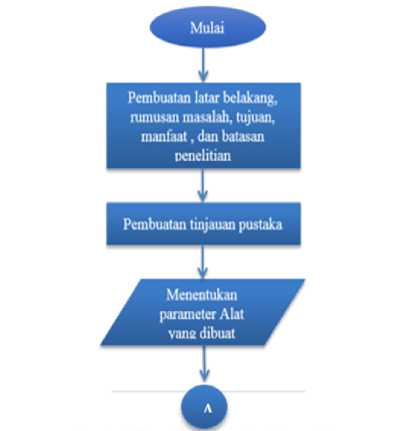 Mulai
Pembuatan latar belakang,
rumusan masalah, tujuan,
manfaat , dan batasan
penelitian
Pembuatan tinjauan pustaka
Menentukan
parameter Alat
yang dibuat
A